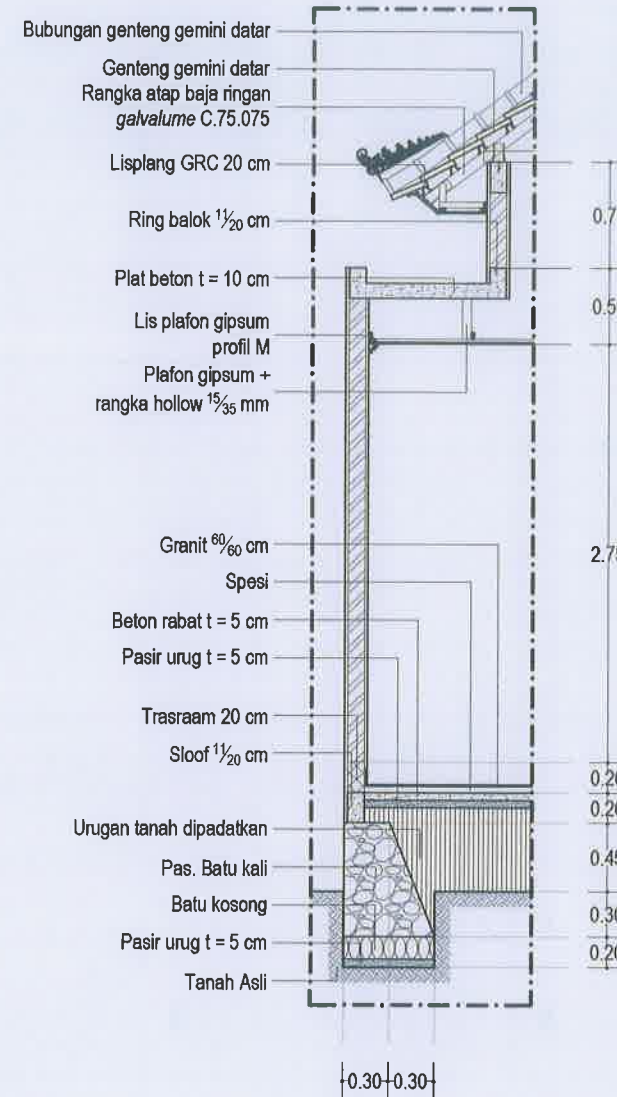 Bubungan genteng gemini datar
Genteng gemini datar
Rangka atap baja ringan
galvalume C.75.075
Lisplang GRC 20 cm
0.7
Ring balok 11/20 cm
Plat beton t = 10 cm
0.5
Lis plafon gipsum
profil M
Plafon gipsum +
rangka hollow 15/35 mm
Granit 60/60 cm
2.75
Spesi
Beton rabat t = 5 cm
Pasir urug t = 5 cm
Trasraam 20 cm
Sloof 11/20 cm
0.20
0.20
Urugan tanah dipadatkan
0.45
Pas. Batu kali
Batu kosong
0.30
Pasir urug t = 5 cm
0.20
Tanah Asli
0.30 0.30